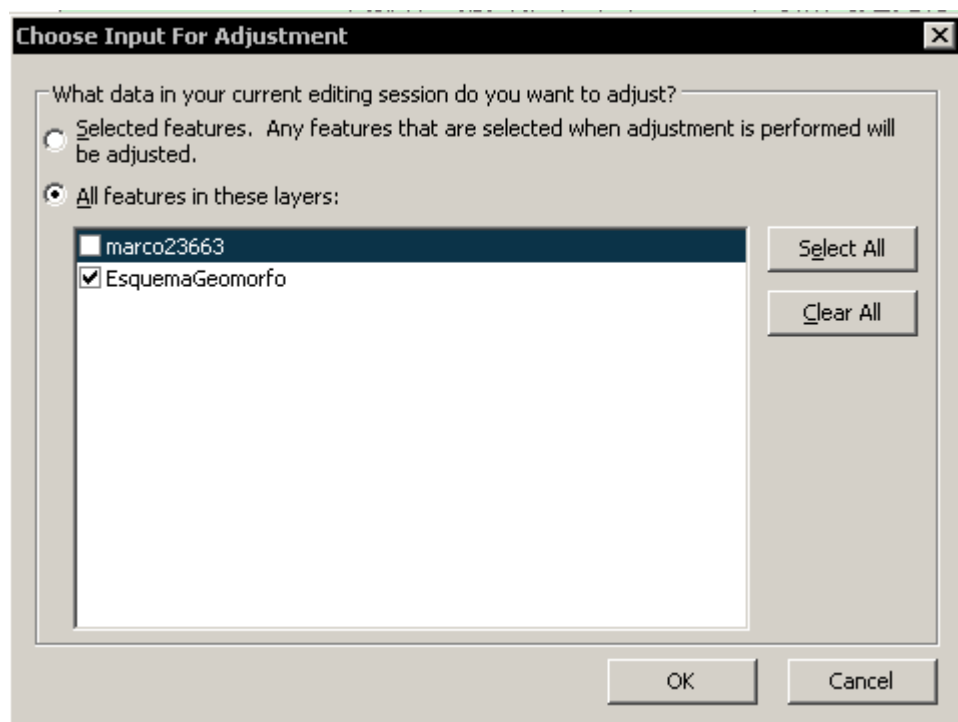 Choose Input For Adjustment
What data in your current editing session do you want to adjust?
Selected features.  Any features that are selected when adjustment is performed will
be adjusted.
All features in these layers:
marco23663
Select All
EsquemaGeomorfo
Clear All
OK
Cancel